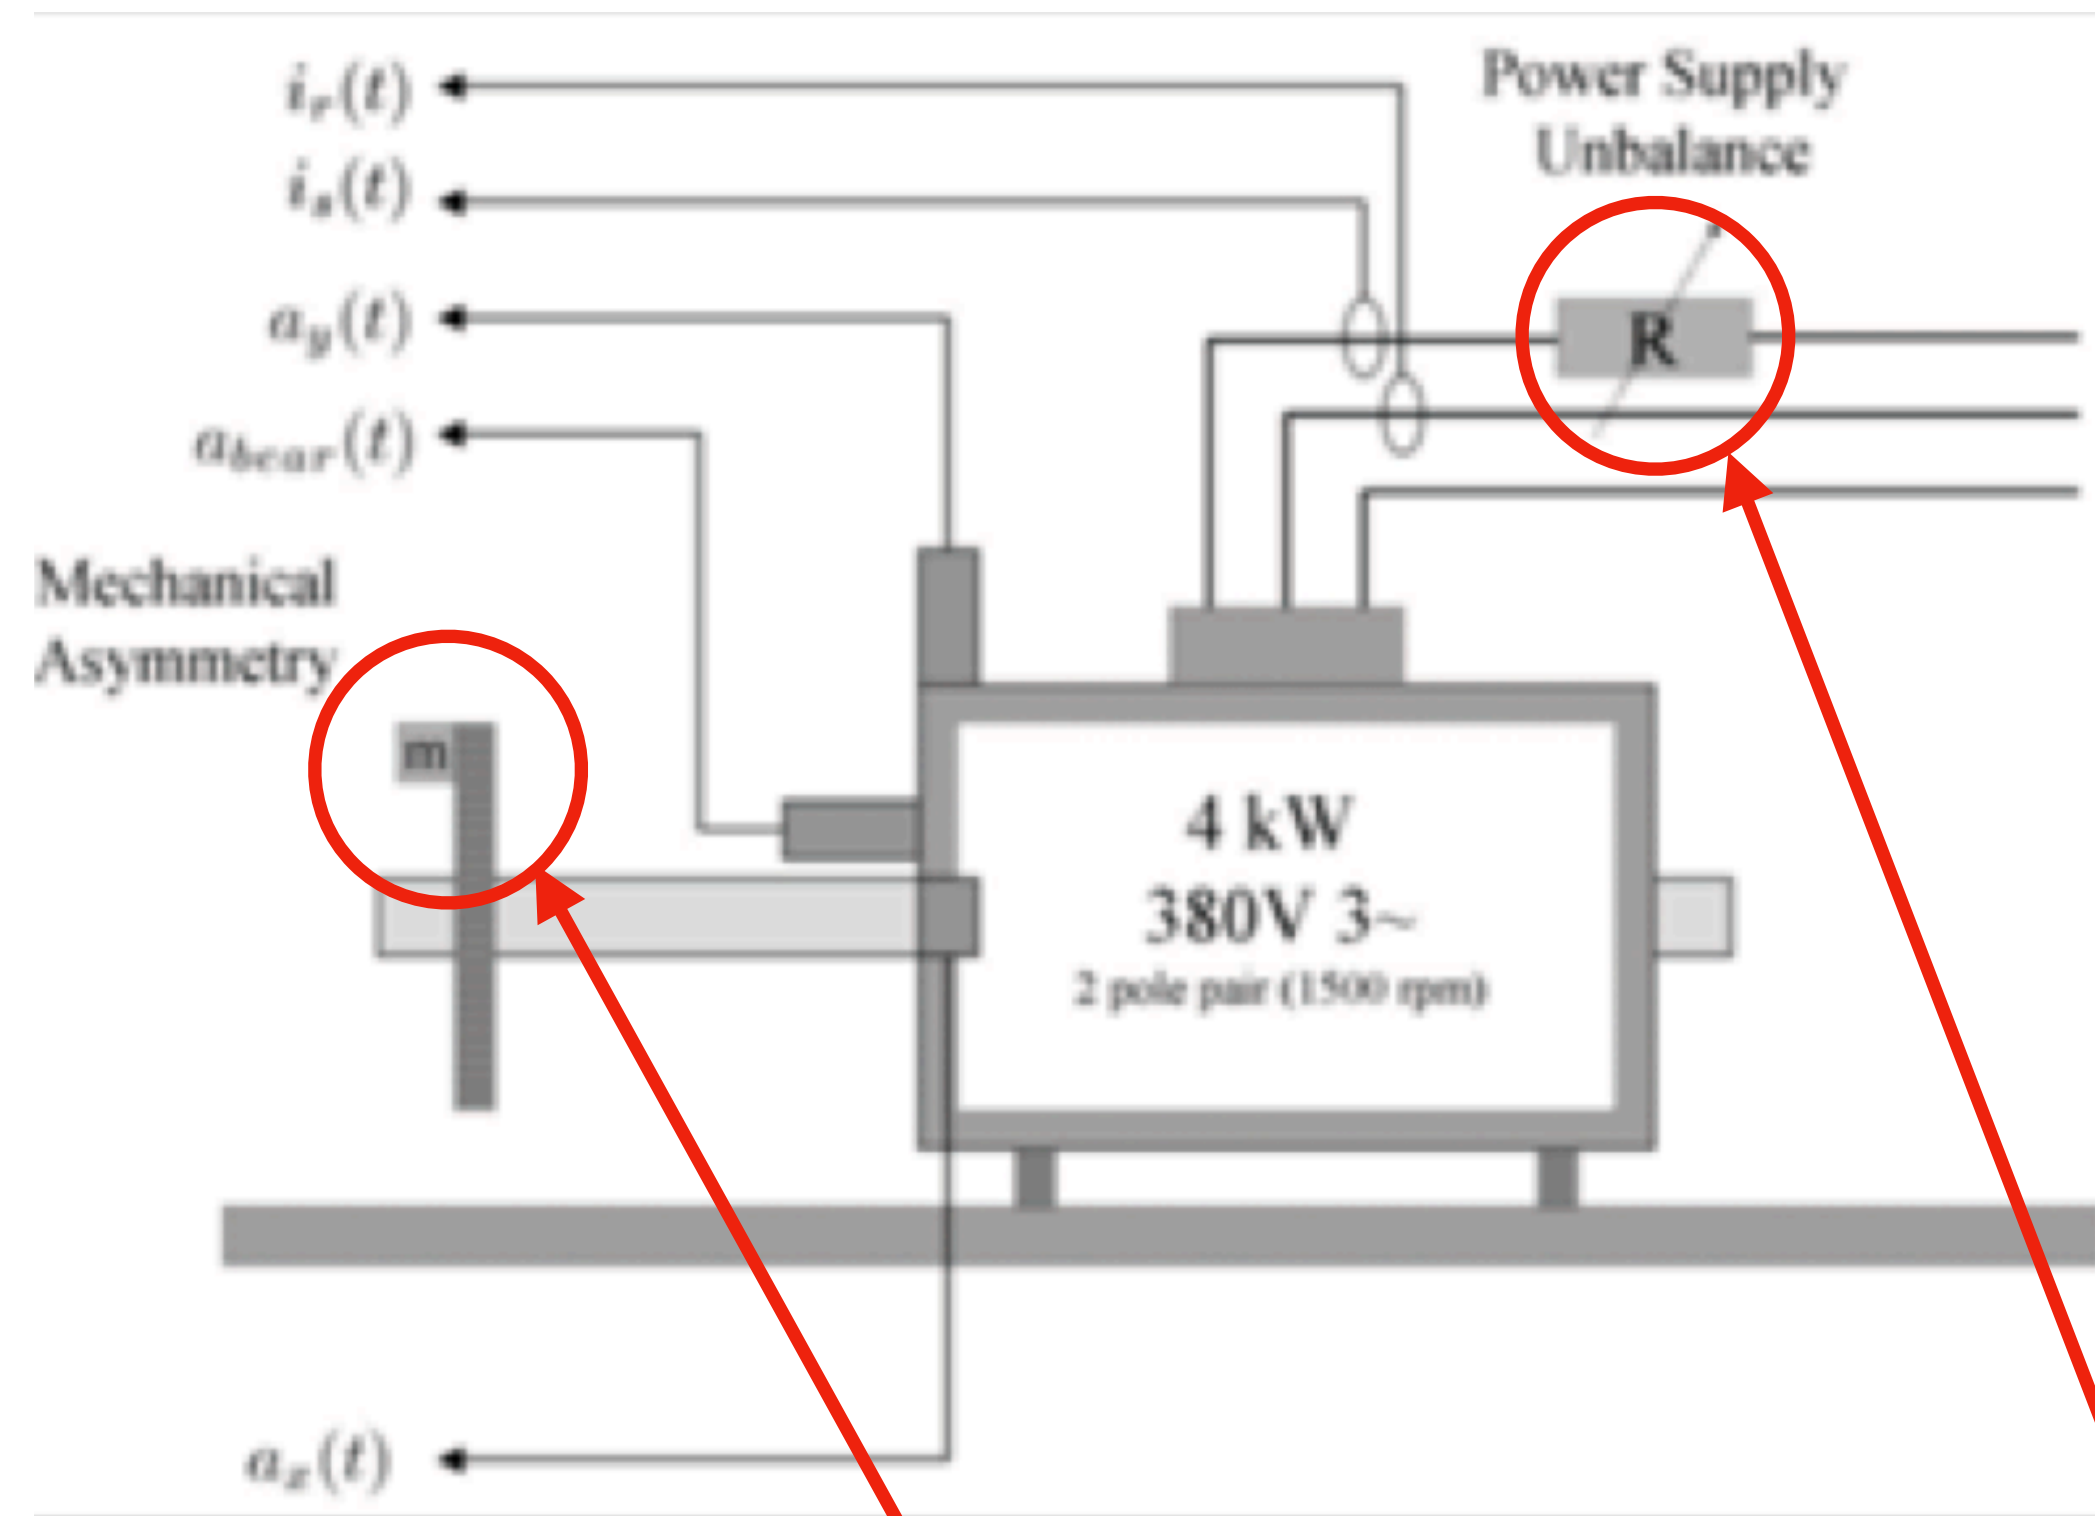 i_r(t)
Power Supply
Unbalance
i_s(t)
a_y(t)
R
a_bear(t)
Mechanical
Asymmetry
m
4 kW
380V 3~
2 pole pair (1500 rpm)
a_x(t)